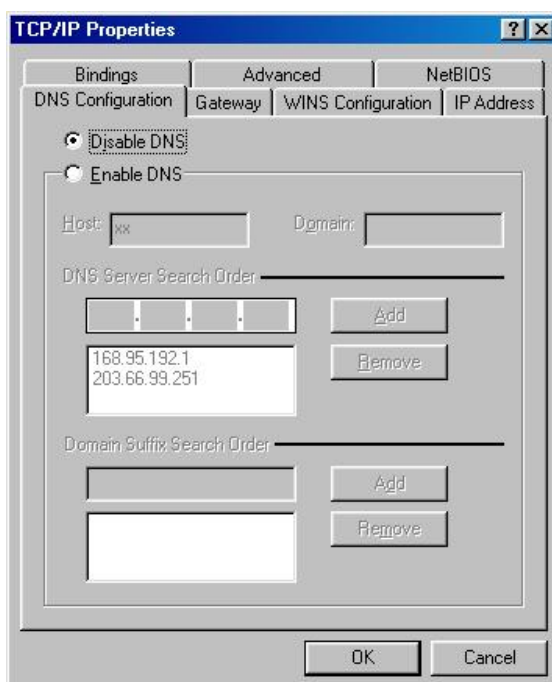 TCP/IP Properties
Bindings Advanced NetBIOS
DNS Configuration Gateway WINS Configuration IP Address
Disable DNS
Enable DNS
Host: xx Domain:
DNS Server Search Order
. . . Add
168.95.192.1 Remove
203.66.99.251
Domain Suffix Search Order
Add
Remove
OK Cancel